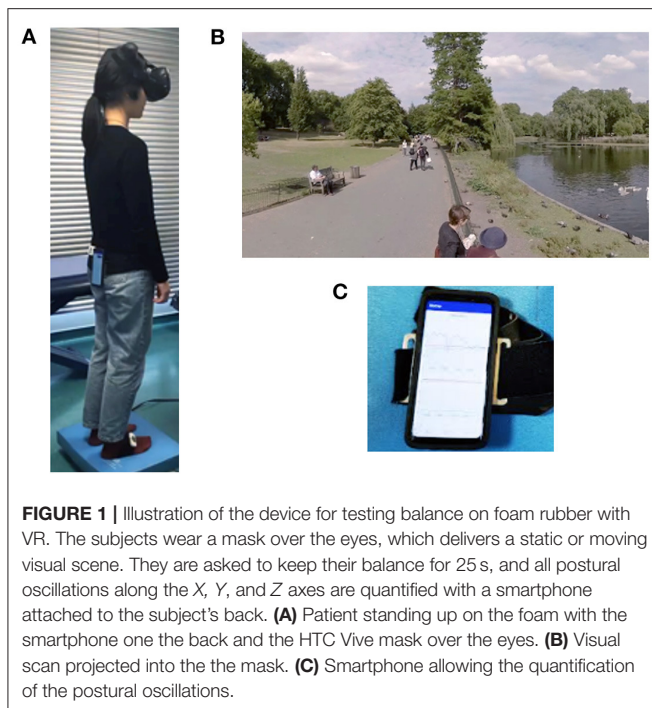 A
B
C
FIGURE 1 | Illustration of the device for testing balance on foam rubber with
VR. The subjects wear a mask over the eyes, which delivers a static or moving
visual scene. They are asked to keep their balance for 25 s, and all postural
oscillations along the X, Y, and Z axes are quantified with a smartphone
attached to the subject's back. (A) Patient standing up on the foam with the
smartphone one the back and the HTC Vive mask over the eyes. (B) Visual
scan projected into the the mask. (C) Smartphone allowing the quantification
of the postural oscillations.